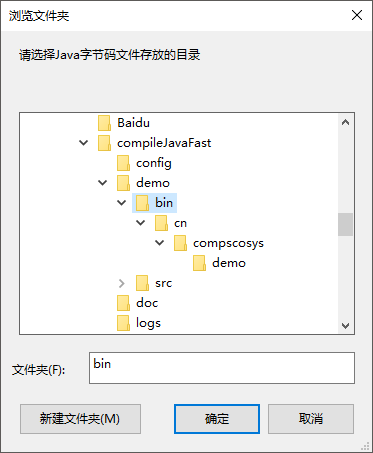 浏览文件夹
请选择Java字节码文件存放的目录
Baidu
compileJavaFast
config
demo
bin
cn
compscosys
demo
src
doc
logs
文件夹(F):
bin
新建文件夹(M)
确定
取消